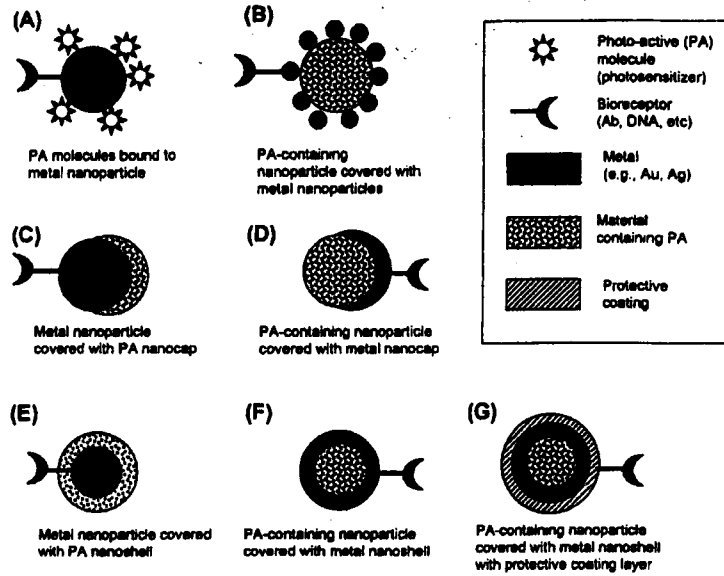 (A)
PA molecules bound to
metal nanoparticle
(B)
PA-containing
nanoparticle covered with
metal nanoparticles
Photo-active (PA)
molecule
(photosensitizer)
Bioreceptor
(Ab, DNA, etc)
Metal
(e.g., Au, Ag)
Material
containing PA
Protective
coating
(C)
Metal nanoparticle
covered with PA nanocap
(D)
PA-containing nanoparticle
covered with metal nanocap
(E)
Metal nanoparticle covered
with PA nanoshell
(F)
PA-containing nanoparticle
covered with metal nanoshell
(G)
PA-containing nanoparticle
covered with metal nanoshell
with protective coating layer